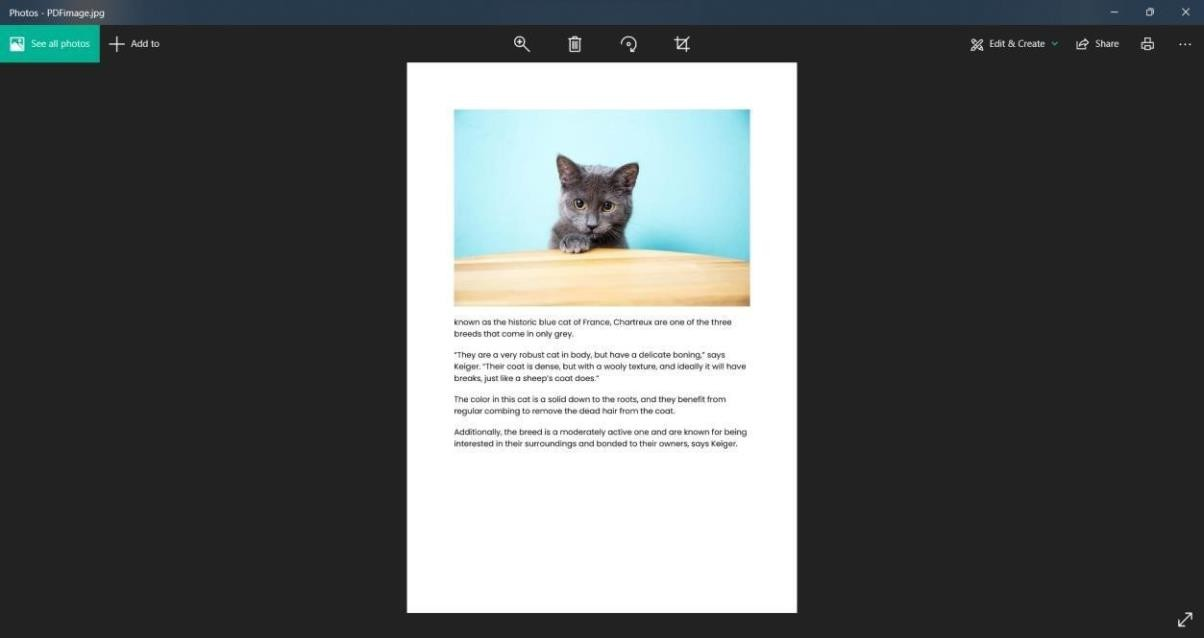 Photos - PDFimage.jpg
See all photos
Add to
Edit & Create
Share
known as the historic blue cat of France, Chartreux are one of the three
breeds that come in only grey.
"They are a very robust cat in body, but have a delicate boning," says
Keiger. "Their coat is dense, but with a wooly texture, and ideally it will have
breaks, just like a sheep's coat does."
The color in this cat is a solid down to the roots, and they benefit from
regular combing to remove the dead hair from the coat.
Additionally, the breed is a moderately active one and are known for being
interested in their surroundings and bonded to their owners, says Keiger.